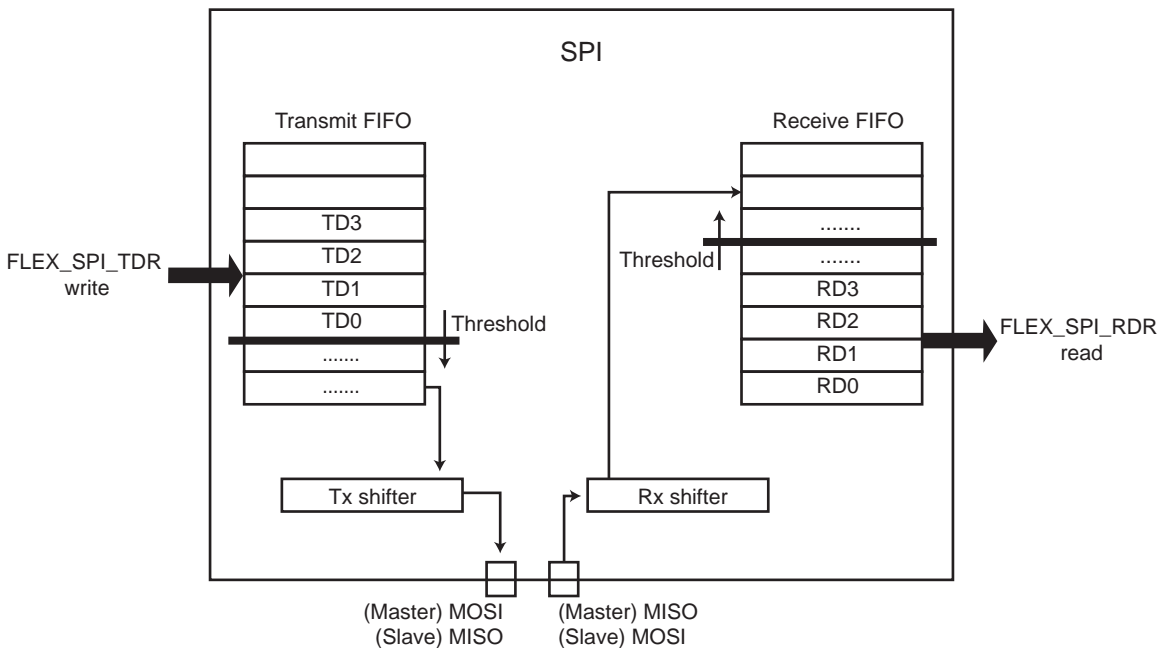 SPI
Transmit FIFO
TD3
TD2
TD1
TD0
.......
.......
FLEX_SPI_TDR
write
Threshold
Receive FIFO
.......
.......
RD3
RD2
RD1
RD0
Threshold
FLEX_SPI_RDR
read
Tx shifter
Rx shifter
(Master) MOSI
(Slave) MISO
(Master) MISO
(Slave) MOSI